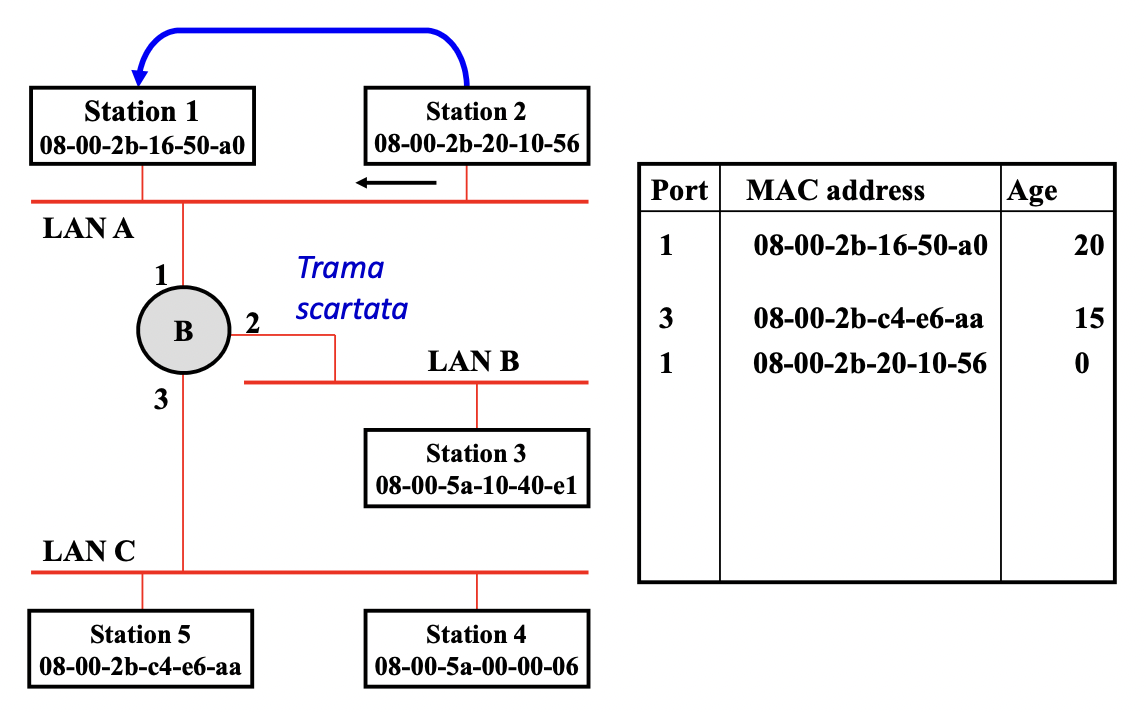 Station 1
08-00-2b-16-50-a0
Station 2
08-00-2b-20-10-56
LAN A
1
Trama
scartata
B
2
LAN B
3
Station 3
08-00-5a-10-40-e1
LAN C
Station 5
08-00-2b-c4-e6-aa
Station 4
08-00-5a-00-00-06
Port MAC address Age
1 08-00-2b-16-50-a0 20
3 08-00-2b-c4-e6-aa 15
1 08-00-2b-20-10-56 0